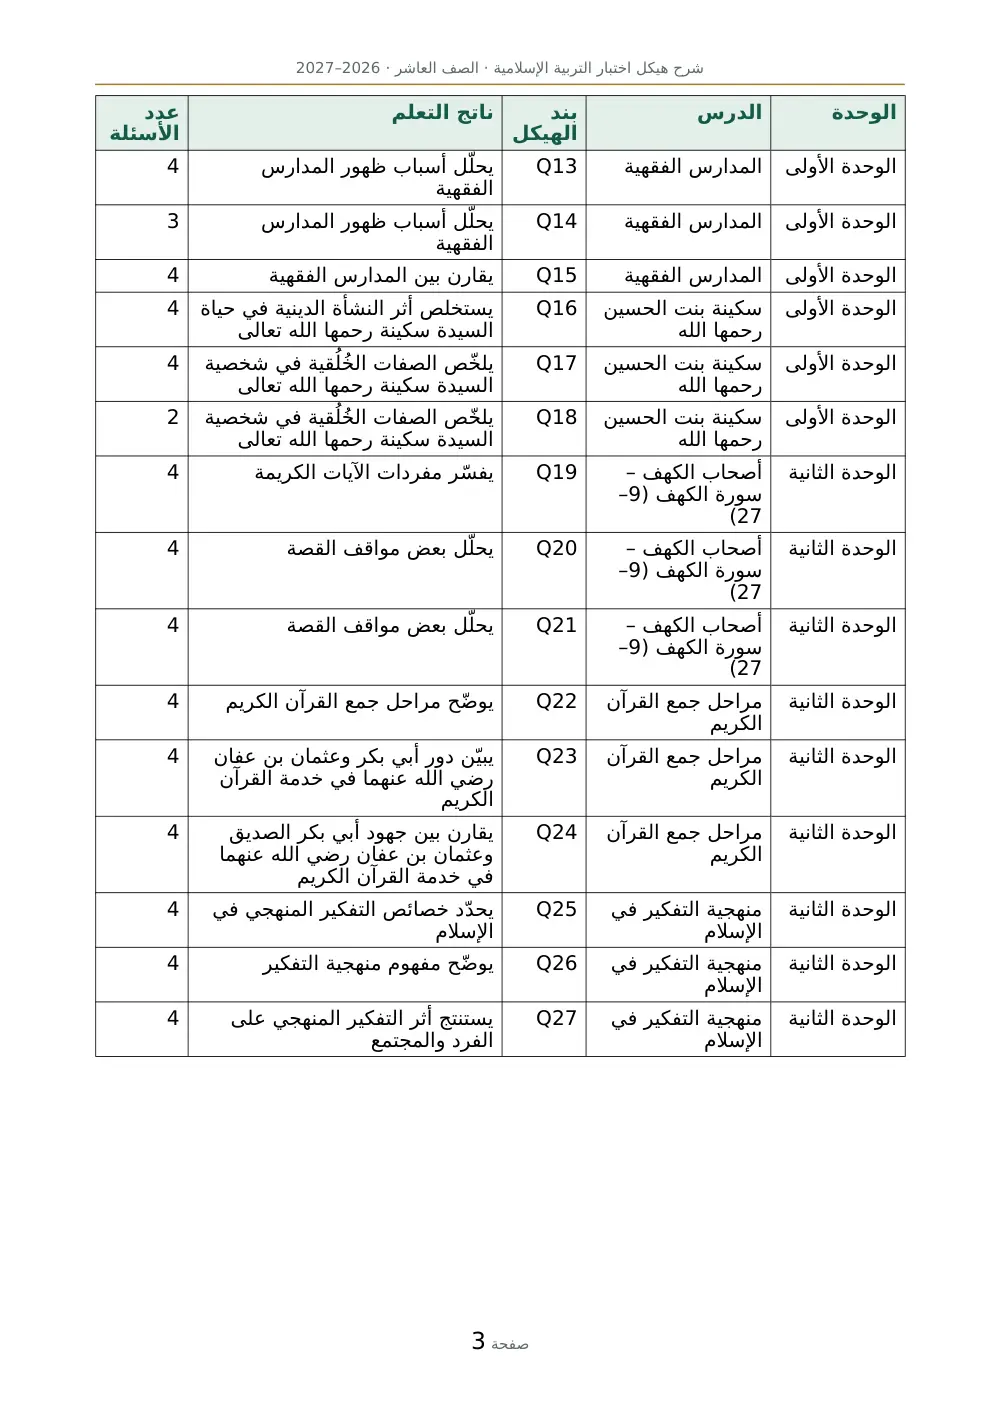 شرح هيكل اختبار التربية الإسلامية · الصف العاشر · 2026–2027
الوحدة	الدرس	بند الهيكل	ناتج التعلم	عدد الأسئلة
الوحدة الأولى	المدارس الفقهية	Q13	يحلّل أسباب ظهور المدارس الفقهية	4
الوحدة الأولى	المدارس الفقهية	Q14	يحلّل أسباب ظهور المدارس الفقهية	3
الوحدة الأولى	المدارس الفقهية	Q15	يقارن بين المدارس الفقهية	4
الوحدة الأولى	سكينة بنت الحسين رحمها الله	Q16	يستخلص أثر النشأة الدينية في حياة السيدة سكينة رحمها الله تعالى	4
الوحدة الأولى	سكينة بنت الحسين رحمها الله	Q17	يلخّص الصفات الخُلُقية في شخصية السيدة سكينة رحمها الله تعالى	4
الوحدة الأولى	سكينة بنت الحسين رحمها الله	Q18	يلخّص الصفات الخُلُقية في شخصية السيدة سكينة رحمها الله تعالى	2
الوحدة الثانية	أصحاب الكهف – سورة الكهف (9–27)	Q19	يفسّر مفردات الآيات الكريمة	4
الوحدة الثانية	أصحاب الكهف – سورة الكهف (9–27)	Q20	يحلّل بعض مواقف القصة	4
الوحدة الثانية	أصحاب الكهف – سورة الكهف (9–27)	Q21	يحلّل بعض مواقف القصة	4
الوحدة الثانية	مراحل جمع القرآن الكريم	Q22	يوضّح مراحل جمع القرآن الكريم	4
الوحدة الثانية	مراحل جمع القرآن الكريم	Q23	يبيّن دور أبي بكر وعثمان بن عفان رضي الله عنهما في خدمة القرآن الكريم	4
الوحدة الثانية	مراحل جمع القرآن الكريم	Q24	يقارن بين جهود أبي بكر الصديق وعثمان بن عفان رضي الله عنهما في خدمة القرآن الكريم	4
الوحدة الثانية	منهجية التفكير في الإسلام	Q25	يحدّد خصائص التفكير المنهجي في الإسلام	4
الوحدة الثانية	منهجية التفكير في الإسلام	Q26	يوضّح مفهوم منهجية التفكير	4
الوحدة الثانية	منهجية التفكير في الإسلام	Q27	يستنتج أثر التفكير المنهجي على الفرد والمجتمع	4
صفحة 3